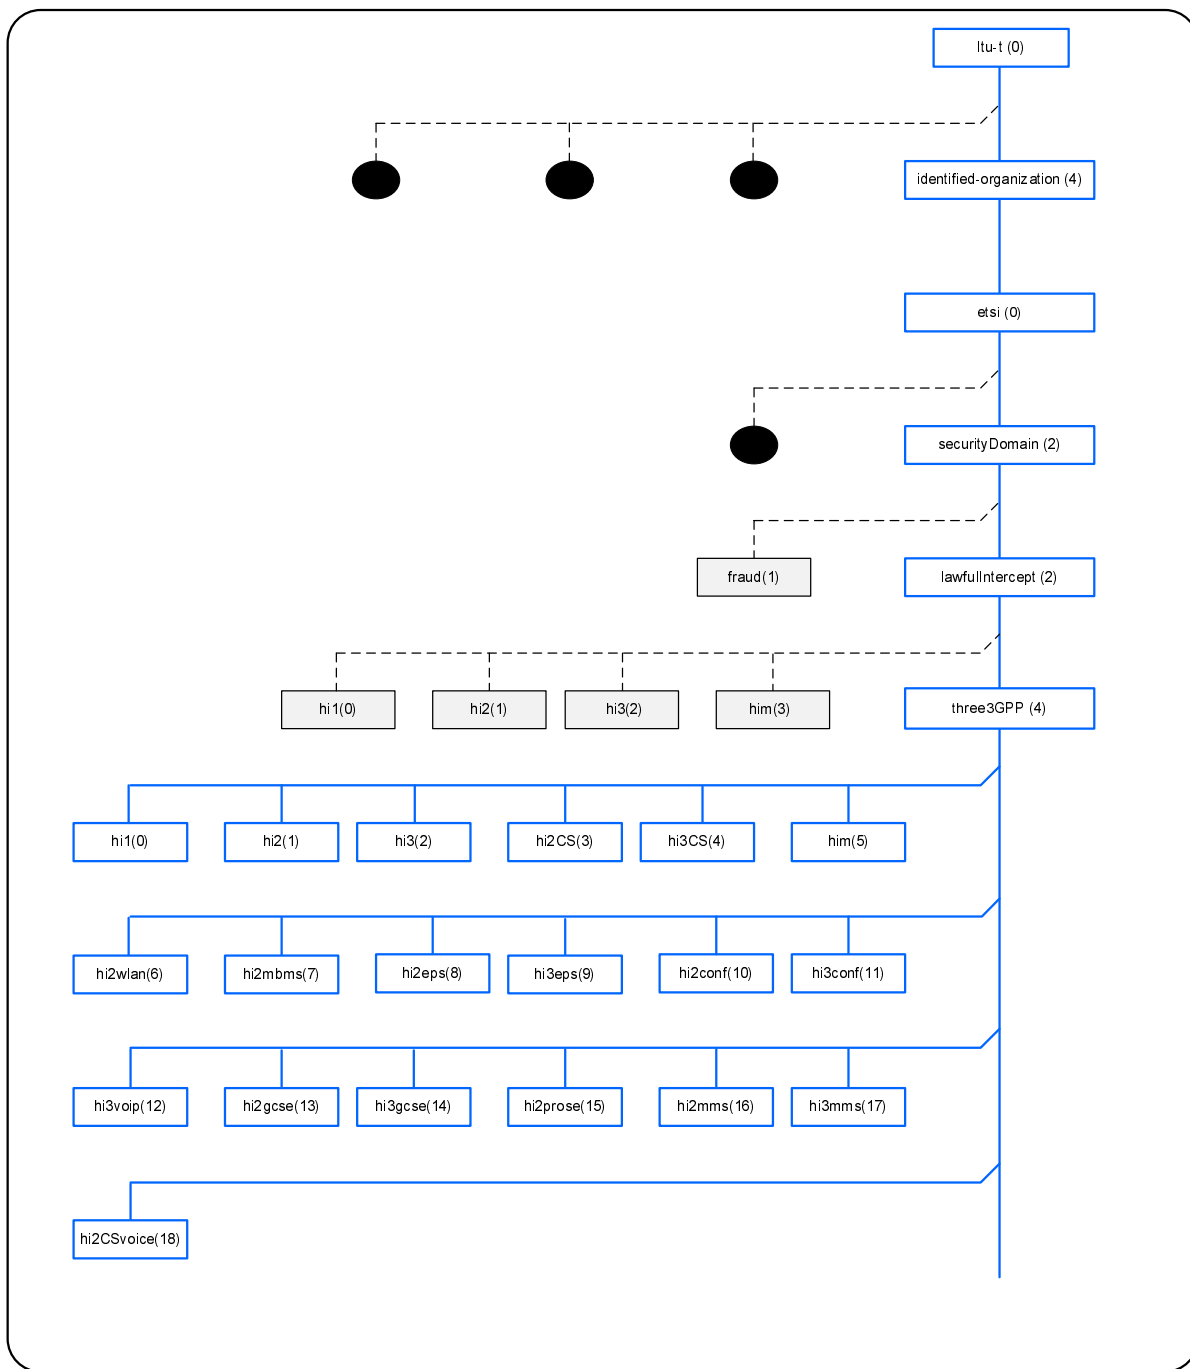 Itu-t (0)
identified-organization (4)
etsi (0)
securityDomain (2)
fraud(1)
lawfulIntercept (2)
hi1(0)
hi2(1)
hi3(2)
him(3)
three3GPP (4)
hi1(0)
hi2(1)
hi3(2)
hi2CS(3)
hi3CS(4)
him(5)
hi2wlan(6)
hi2mbms(7)
hi2eps(8)
hi3eps(9)
hi2conf(10)
hi3conf(11)
hi3voip(12)
hi2gcse(13)
hi3gcse(14)
hi2prose(15)
hi2mms(16)
hi3mms(17)
hi2CSvoice(18)